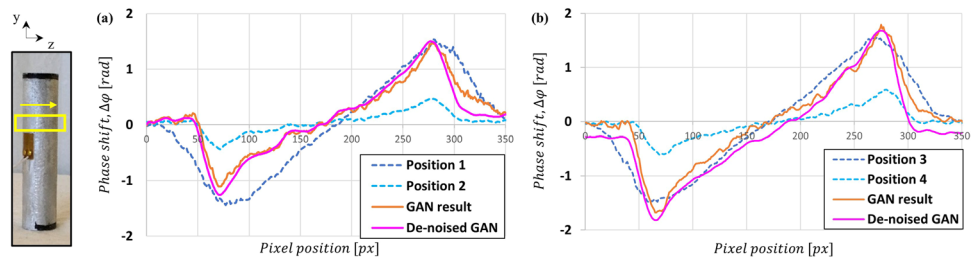 y
z
(a)
Phase shift, Δφ [rad]
2
1
0
-1
-2
0
50
100
150
200
250
300
350
Position 1
Position 2
GAN result
De-noised GAN
Pixel position [px]
(b)
Phase shift, Δφ [rad]
2
1
0
-1
-2
0
50
100
150
200
250
300
350
Position 3
Position 4
GAN result
De-noised GAN
Pixel position [px]